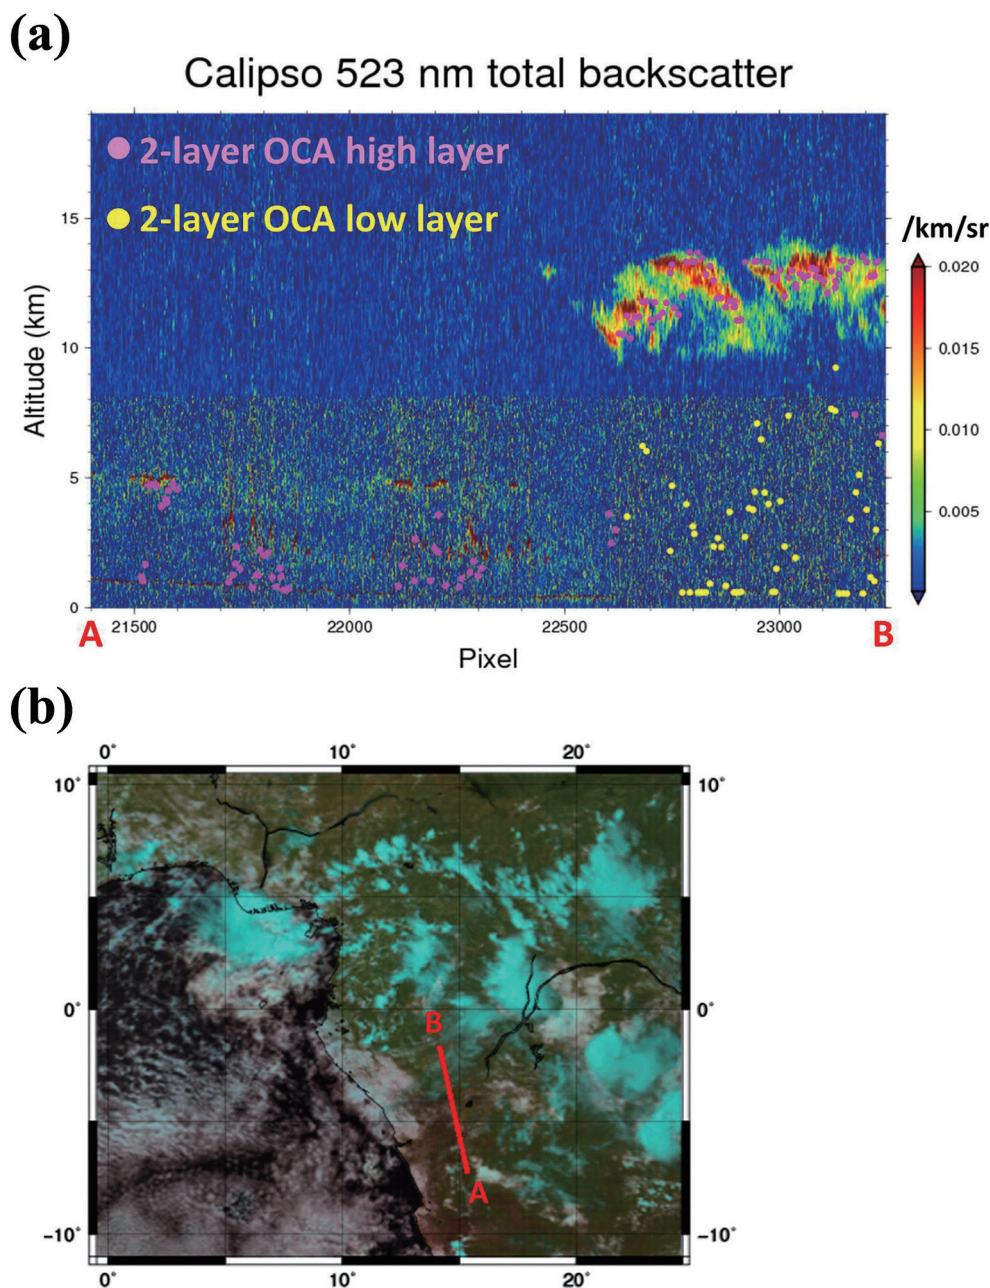 (a)
Calipso 523 nm total backscatter
2-layer OCA high layer
2-layer OCA low layer
/km/sr
15
10
5
0
Altitude (km)
0.020
0.015
0.010
0.005
A 21500 22000 22500 23000 B
Pixel
(b)
0° 10° 20°
10° 10°
0° 0°
B
A
−10° −10°
0° 10° 20°